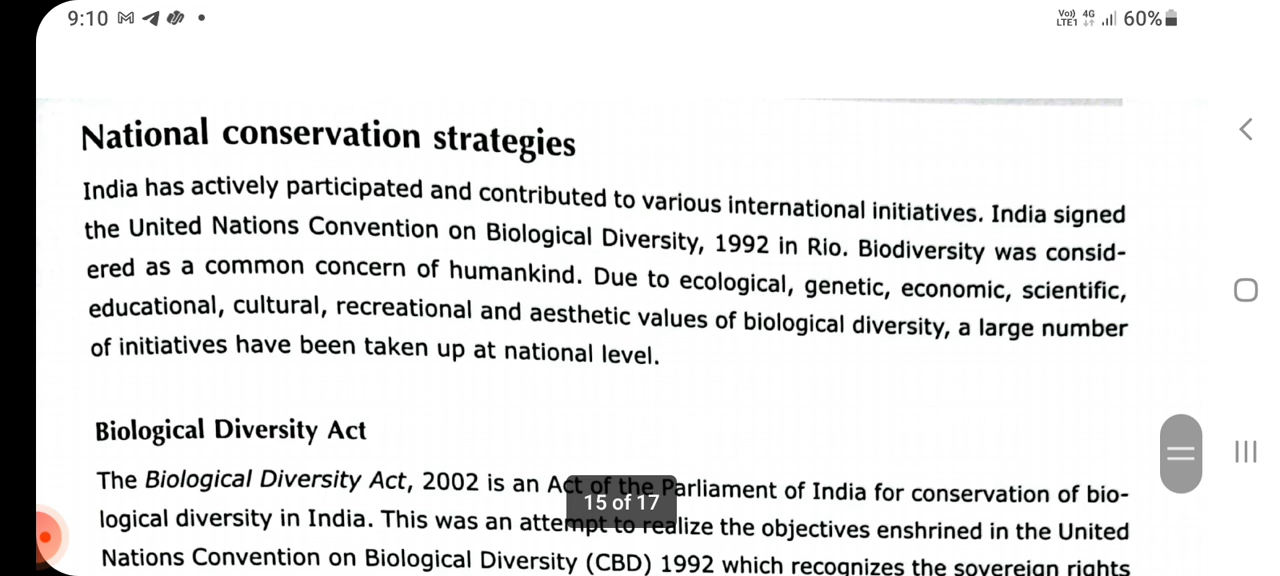 9:10
Vo)) 4G
LTE1 60%
National conservation strategies
India has actively participated and contributed to various international initiatives. India signed
the United Nations Convention on Biological Diversity, 1992 in Rio. Biodiversity was consid-
ered as a common concern of humankind. Due to ecological, genetic, economic, scientific,
educational, cultural, recreational and aesthetic values of biological diversity, a large number
of initiatives have been taken up at national level.
Biological Diversity Act
The Biological Diversity Act, 2002 is an Act of the Parliament of India for conservation of bio-
15 of 17
logical diversity in India. This was an attempt to realize the objectives enshrined in the United
Nations Convention on Biological Diversity (CBD) 1992 which recognizes the sovereign rights